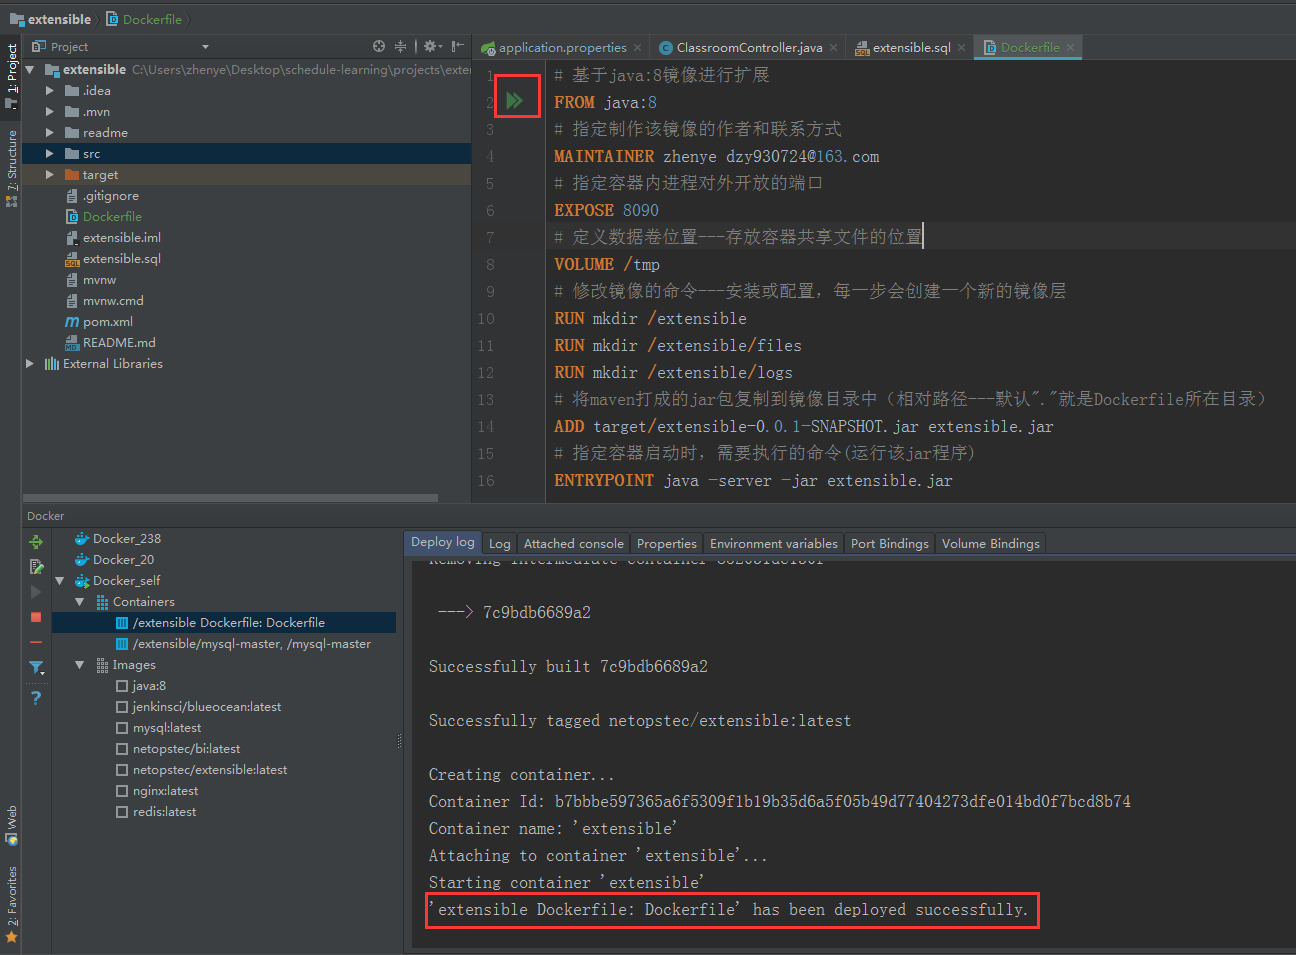 extensible
Dockerfile
Project
1: Project
7: Structure
Web
2: Favorites
extensible C:\Users\zhenye\Desktop\schedule-learning\projects\exter
.idea
.mvn
readme
src
target
.gitignore
Dockerfile
extensible.iml
extensible.sql
mvnw
mvnw.cmd
pom.xml
README.md
External Libraries
application.properties
ClassroomController.java
extensible.sql
Dockerfile
1 # 基于java:8镜像进行扩展
2 FROM java:8
3 # 指定制作该镜像的作者和联系方式
4 MAINTAINER zhenye dzy930724@163.com
5 # 指定容器内进程对外开放的端口
6 EXPOSE 8090
7 # 定义数据卷位置---存放容器共享文件的位置
8 VOLUME /tmp
9 # 修改镜像的命令---安装或配置，每一步会创建一个新的镜像层
10 RUN mkdir /extensible
11 RUN mkdir /extensible/files
12 RUN mkdir /extensible/logs
13 # 将maven打成的jar包复制到镜像目录中（相对路径---默认"."就是Dockerfile所在目录）
14 ADD target/extensible-0.0.1-SNAPSHOT.jar extensible.jar
15 # 指定容器启动时，需要执行的命令(运行该jar程序)
16 ENTRYPOINT java -server -jar extensible.jar
Docker
Docker_238
Docker_20
Docker_self
Containers
/extensible Dockerfile: Dockerfile
/extensible/mysql-master, /mysql-master
Images
java:8
jenkinsci/blueocean:latest
mysql:latest
netopstec/bi:latest
netopstec/extensible:latest
nginx:latest
redis:latest
Deploy log
Log
Attached console
Properties
Environment variables
Port Bindings
Volume Bindings
Removing intermediate container
---> 7c9bdb6689a2
Successfully built 7c9bdb6689a2
Successfully tagged netopstec/extensible:latest
Creating container...
Container Id: b7bbbe597365a6f5309f1b19b35d6a5f05b49d77404273dfe014bd0f7bcd8b74
Container name: 'extensible'
Attaching to container 'extensible'...
Starting container 'extensible'
'extensible Dockerfile: Dockerfile' has been deployed successfully.